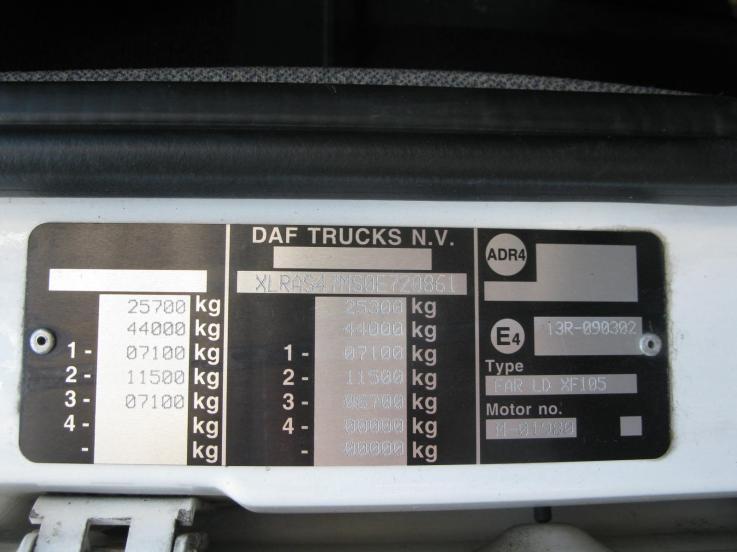 DAF TRUCKS N.V.
XLRAS47MS0E720861
25700 kg
44000 kg
1- 07100 kg
2- 11500 kg
3- 07100 kg
4- kg
- kg
25300 kg
44000 kg
1- 07100 kg
2- 11500 kg
3- 06700 kg
4- 00000 kg
- 00000 kg
ADR4
E4 13R-090302
Type
FAR LD XF105
Motor no.